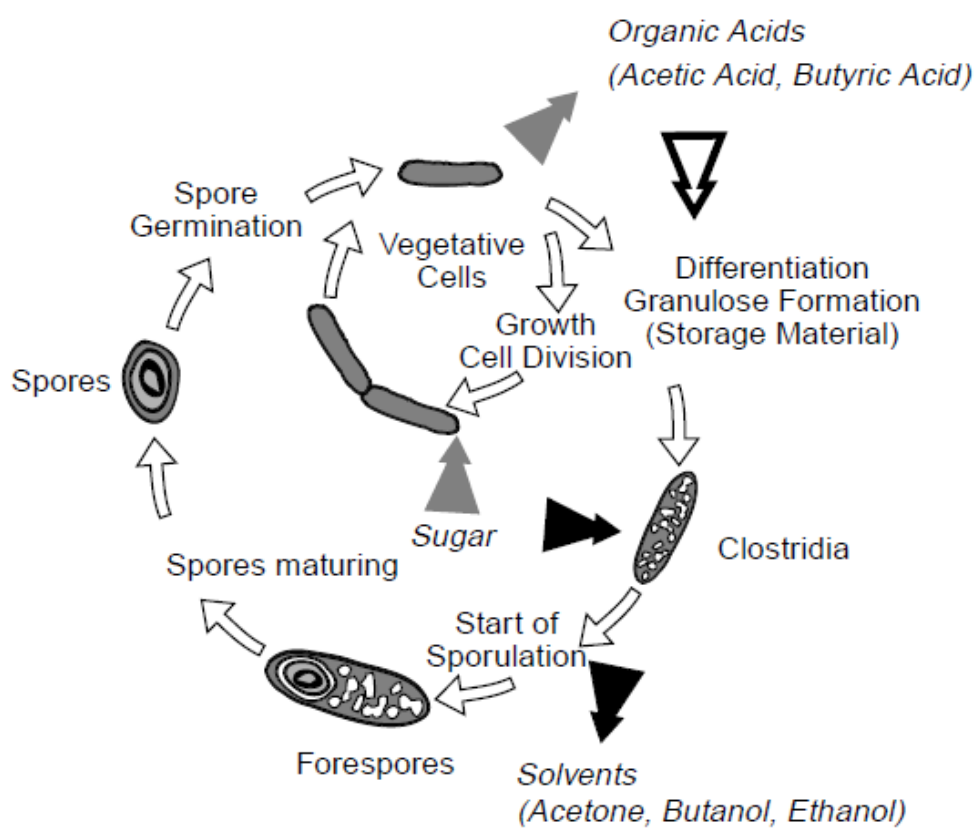 Organic Acids
(Acetic Acid, Butyric Acid)
Spore
Germination
Vegetative
Cells
Differentiation
Granulose Formation
(Storage Material)
Growth
Cell Division
Spores
Sugar
Clostridia
Spores maturing
Start of
Sporulation
Forespores
Solvents
(Acetone, Butanol, Ethanol)